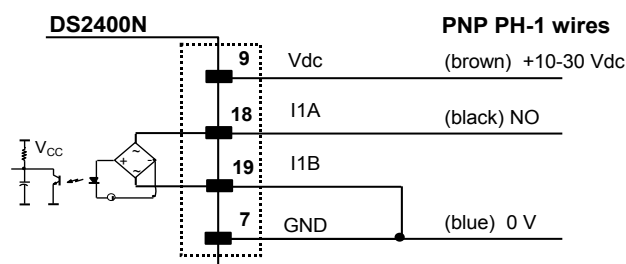 DS2400N PNP PH-1 wires
9 Vdc (brown) +10-30 Vdc
18 I1A (black) NO
VCC
+ ~ - ~
19 I1B
7 GND (blue) 0 V